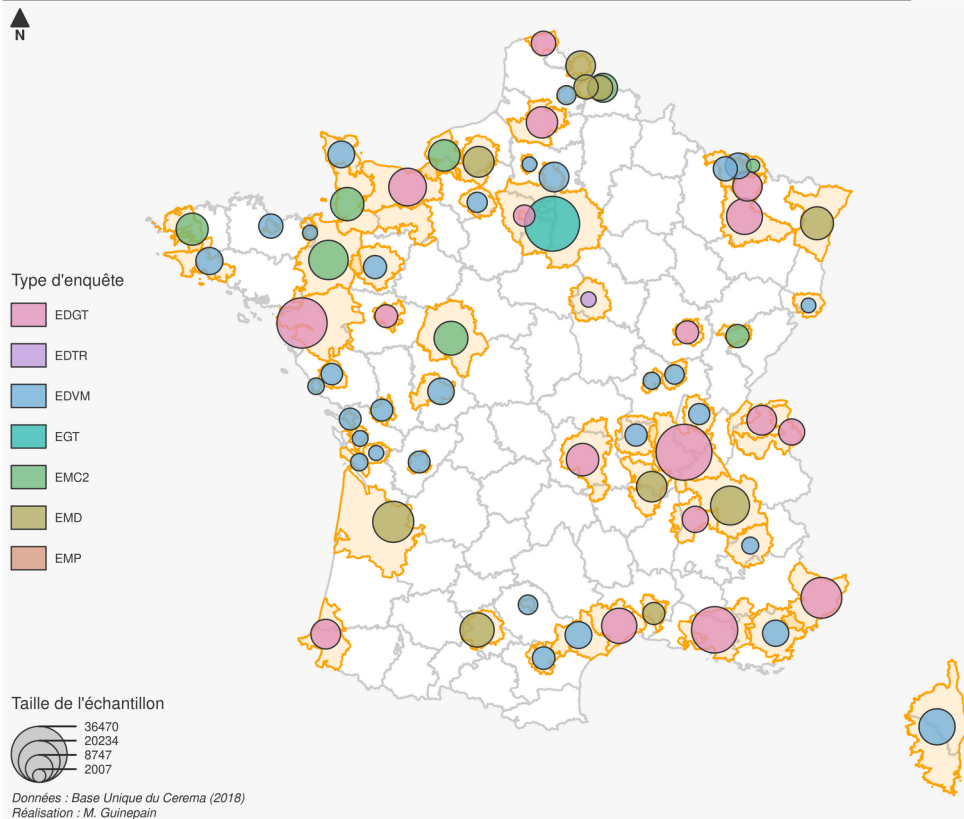 N
Type d'enquête
EDGT
EDTR
EDVM
EGT
EMC2
EMD
EMP
Taille de l'échantillon
36470
20234
8747
2007
Données : Base Unique du Cerema (2018)
Réalisation : M. Guinepain